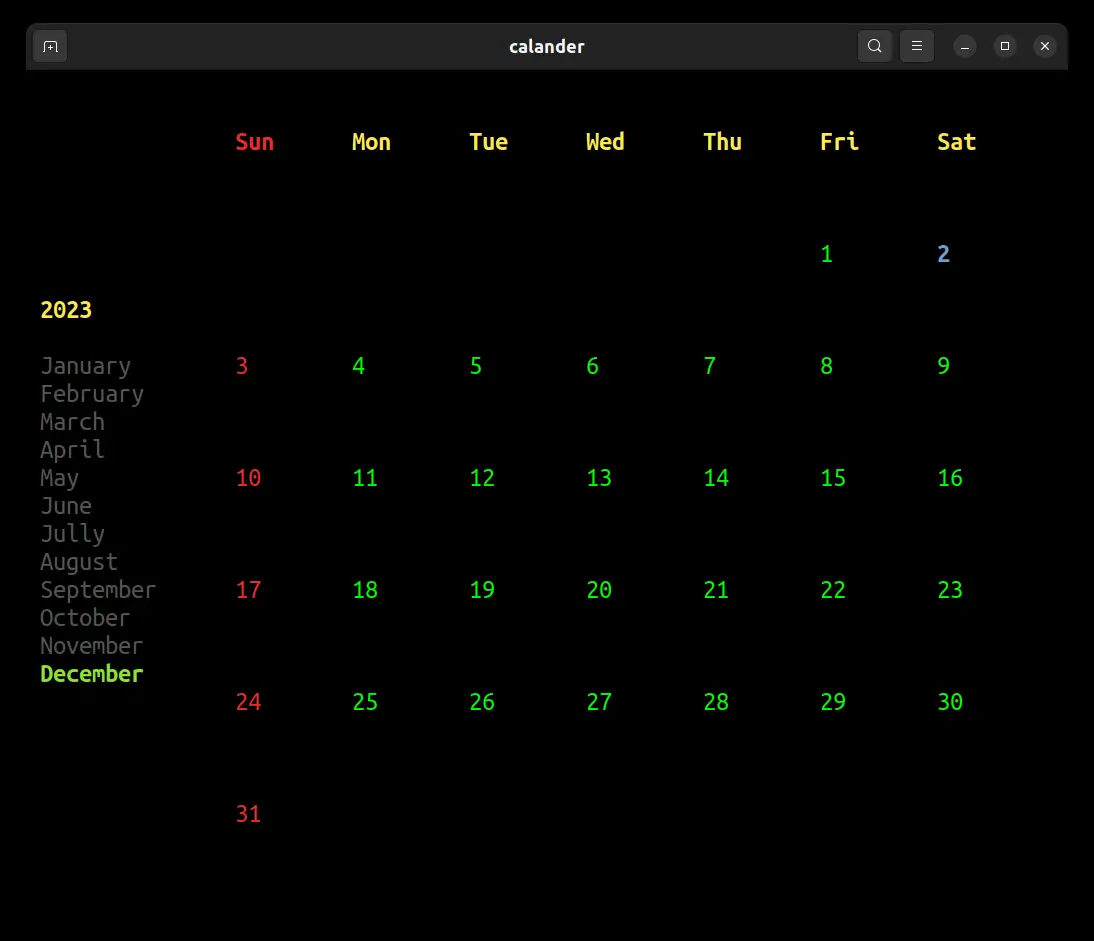 calander
Sun Mon Tue Wed Thu Fri Sat
1 2
2023
January
3 4 5 6 7 8 9
February
March
April
May
10 11 12 13 14 15 16
June
Jully
August
September
17 18 19 20 21 22 23
October
November
December
24 25 26 27 28 29 30
31